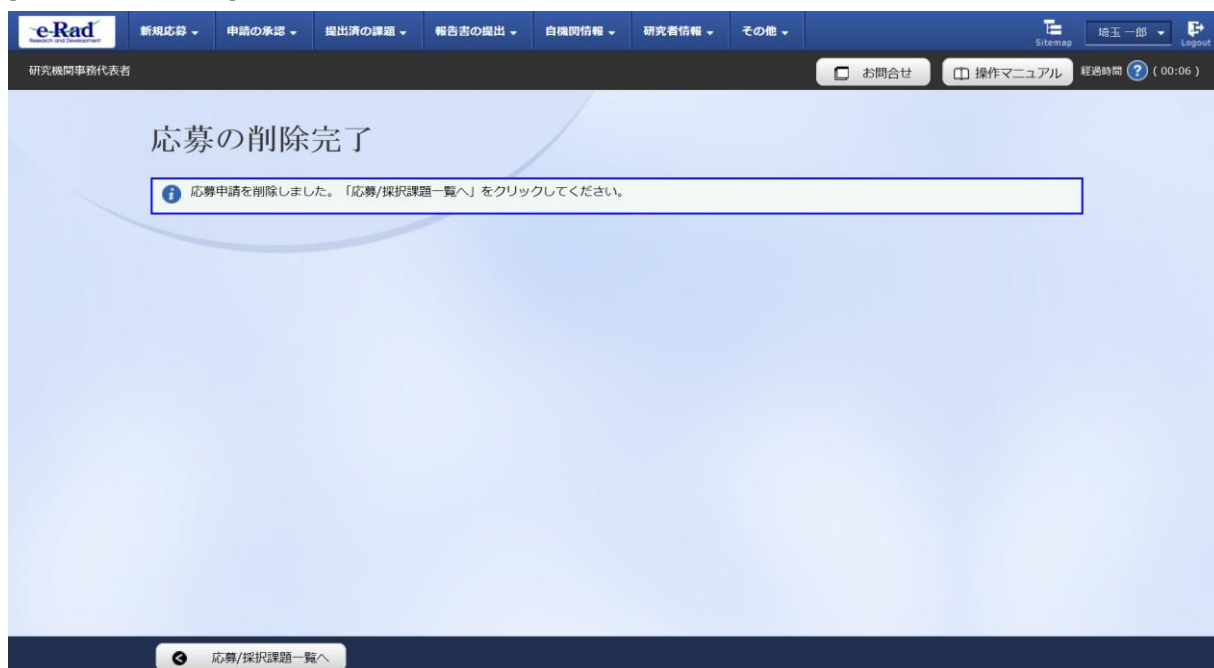 e-Rad
Research and Development
新規応募
申請の承認
提出済の課題
報告書の提出
自機関情報
研究者情報
その他
Sitemap
埼玉 一郎
Logout
研究機関事務代表者
お問合せ
操作マニュアル
経過時間 ? ( 00:06 )
応募の削除完了
応募申請を削除しました。「応募/採択課題一覧へ」をクリックしてください。
応募/採択課題一覧へ